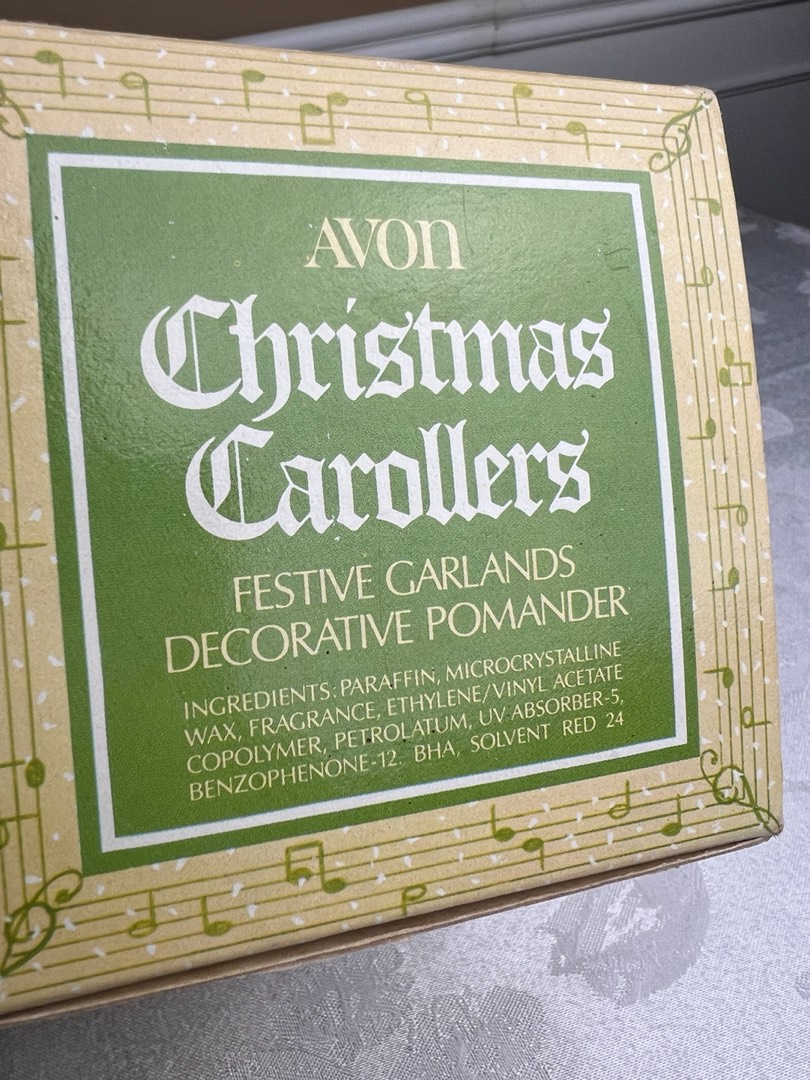 AVON
Christmas
Carollers
FESTIVE GARLANDS
DECORATIVE POMANDER
INGREDIENTS: PARAFFIN, MICROCRYSTALLINE
WAX, FRAGRANCE, ETHYLENE/VINYL ACETATE
COPOLYMER, PETROLATUM, UV-ABSORBER-5,
BENZOPHENONE-12. BHA, SOLVENT RED 24